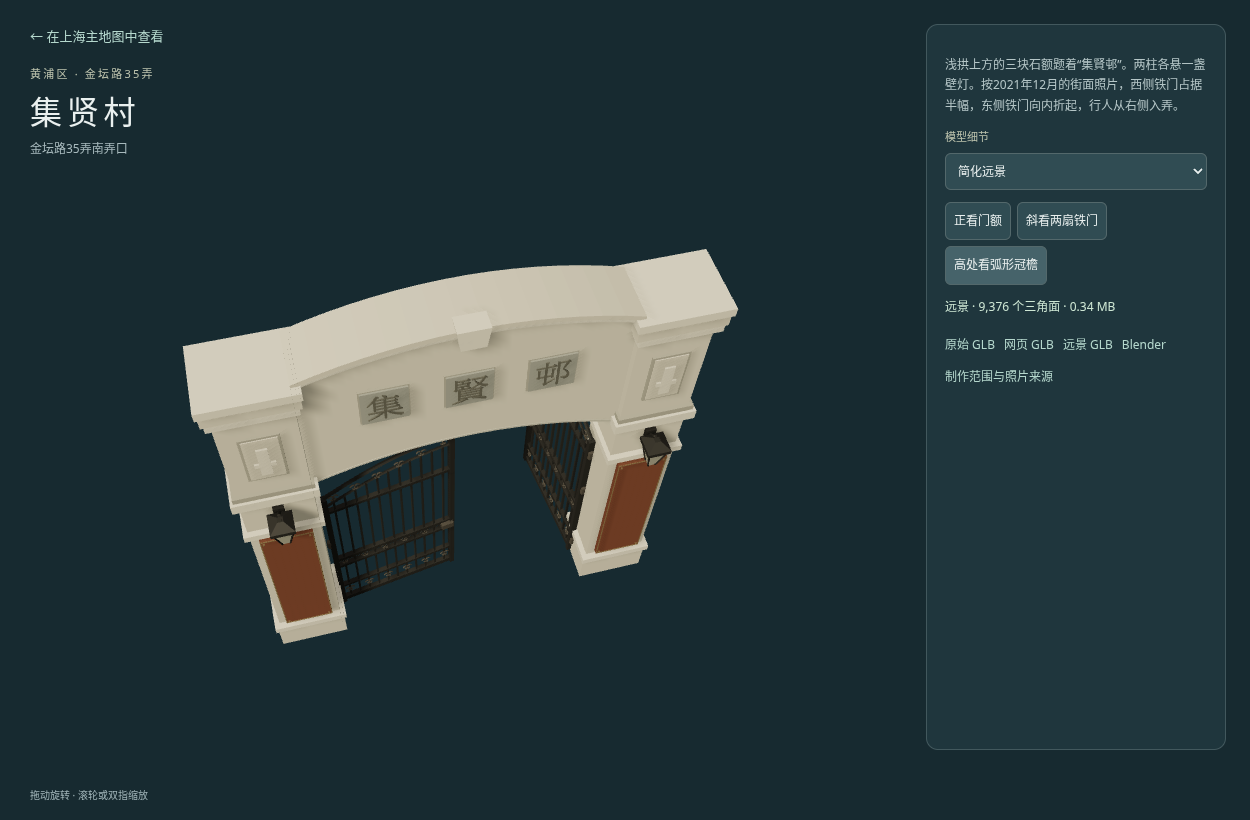 ← 在上海主地图中查看
黄浦区 · 金坛路35弄
集贤村
金坛路35弄南弄口
集
賢
邨
浅拱上方的三块石额题着“集賢邨”。两柱各悬一盏
壁灯。按2021年12月的街面照片，西侧铁门占据
半幅，东侧铁门向内折起，行人从右侧入弄。
模型细节
简化远景
正看门额
斜看两扇铁门
高处看弧形冠檐
远景 · 9,376 个三角面 · 0.34 MB
原始 GLB 网页 GLB 远景 GLB Blender
制作范围与照片来源
拖动旋转 · 滚轮或双指缩放